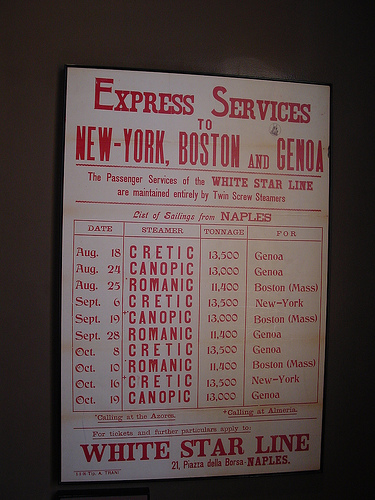 EXPRESS SERVICES
TO
NEW-YORK, BOSTON AND GENOA
The Passenger Services of the WHITE STAR LINE
are maintained entirely by Twin Screw Steamers
List of Sailings from NAPLES
DATE STEAMER TONNAGE FOR
Aug. 18 CRETIC 13,500 Genoa
Aug. 24 CANOPIC 13,000 Genoa
Aug. 25 *ROMANIC 11,400 Boston (Mass)
Sept. 6 CRETIC 13,500 New-York
Sept. 19 *+CANOPIC 13,000 Boston (Mass)
Sept. 28 ROMANIC 11,400 Genoa
Oct. 8 CRETIC 13,500 Genoa
Oct. 10 ROMANIC 11,400 Boston (Mass)
Oct. 16 +CRETIC 13,500 New-York
Oct. 19 CANOPIC 13,000 Genoa
*Calling at the Azores. +Calling at Almeria.
For tickets and further particulars apply to:
WHITE STAR LINE
21, Piazza della Borsa-NAPLES.